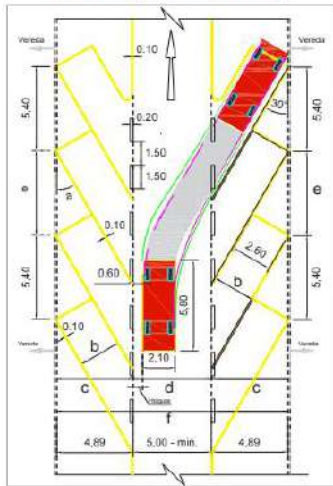 Vereda
Vereda
0.10
0.20
1.50
1.50
30°
5,40
5,40
e
e
a
0.10
2.60
0.60
5,80
5,40
5,40
b
0.10
b
2.10
Vereda
Vereda
c
d
c
f
4,89
5,00 - min.
4,89